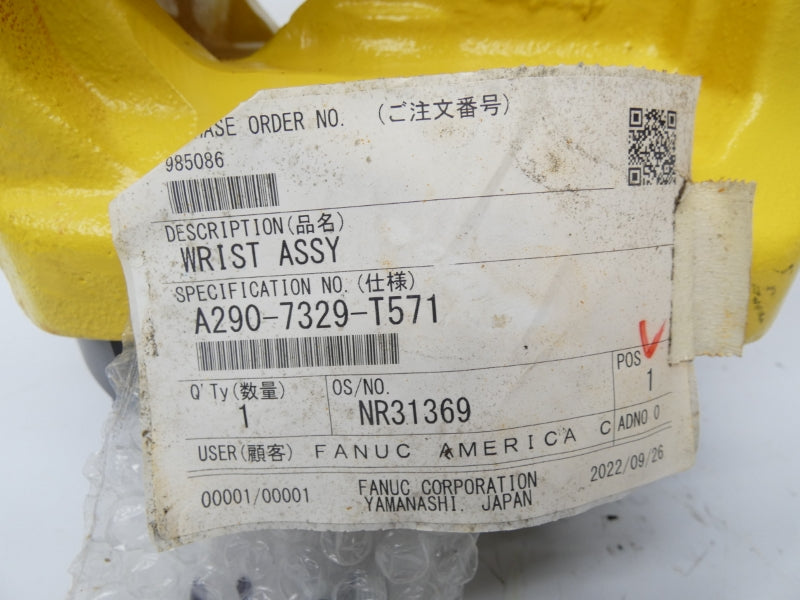 ORDER NO. (ご注文番号)
985086
DESCRIPTION(品名)
WRIST ASSY
SPECIFICATION NO.(仕様)
A290-7329-T571
Q'Ty(数量) OS/NO. POS
1 NR31369 1
USER(顧客) FANUC AMERICA C ADNO 0
00001/00001 FANUC CORPORATION 2022/09/26
YAMANASHI. JAPAN